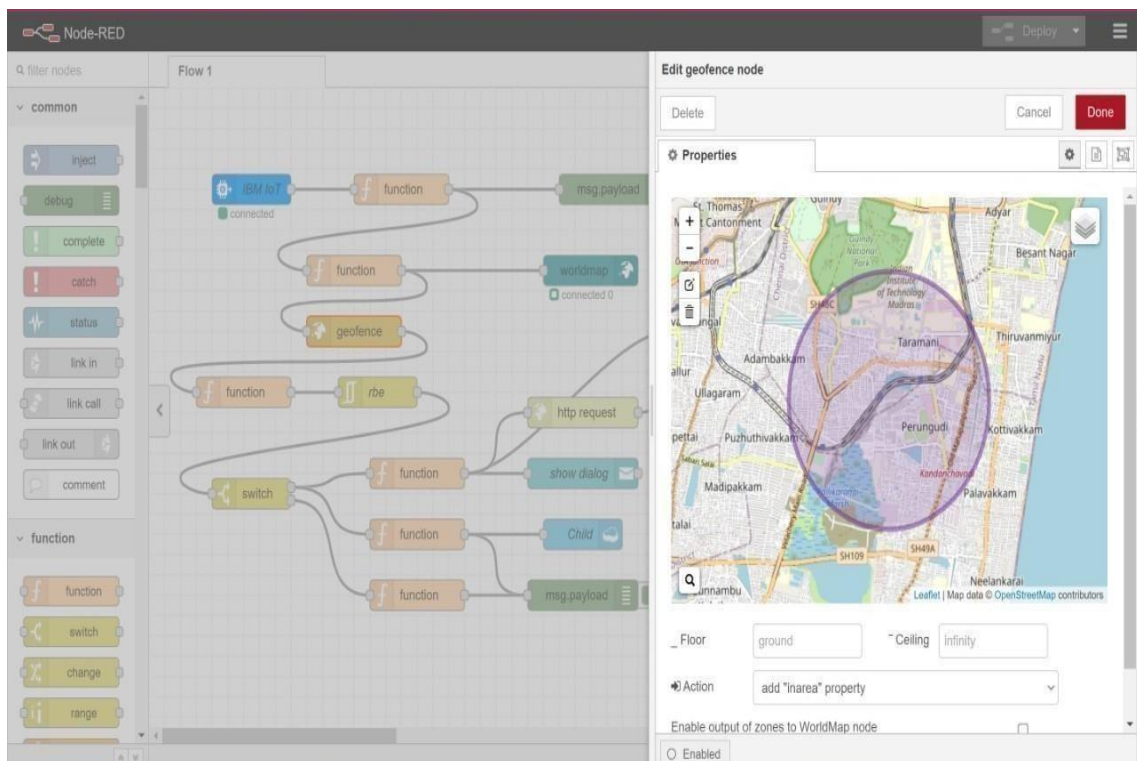 Node-RED
Deploy
filter nodes
Flow 1
common
inject
debug
complete
catch
status
link in
link call
link out
comment
function
function
switch
change
range
IBM IoT
connected
function
msg.payload
function
worldmap
connected 0
geofence
function
rbe
http request
function
show dialog
switch
function
Child
function
msg.payload
Edit geofence node
Delete
Cancel
Done
Properties
+
−
St. Thomas
Cantonment
Guindy
Adyar
Guindy
National
Park
Besant Nagar
Indian
Institute
of Technology
Madras
Taramani
Thiruvanmiyur
Adambakkam
Ullagaram
Perungudi
Kottivakkam
Puzhuthivakkam
Kandanchavadi
Madipakkam
Palavakkam
SH109
SH49A
Neelankarai
Leaflet | Map data © OpenStreetMap contributors
Floor
ground
Ceiling
infinity
Action
add "inarea" property
Enable output of zones to WorldMap node
Enabled